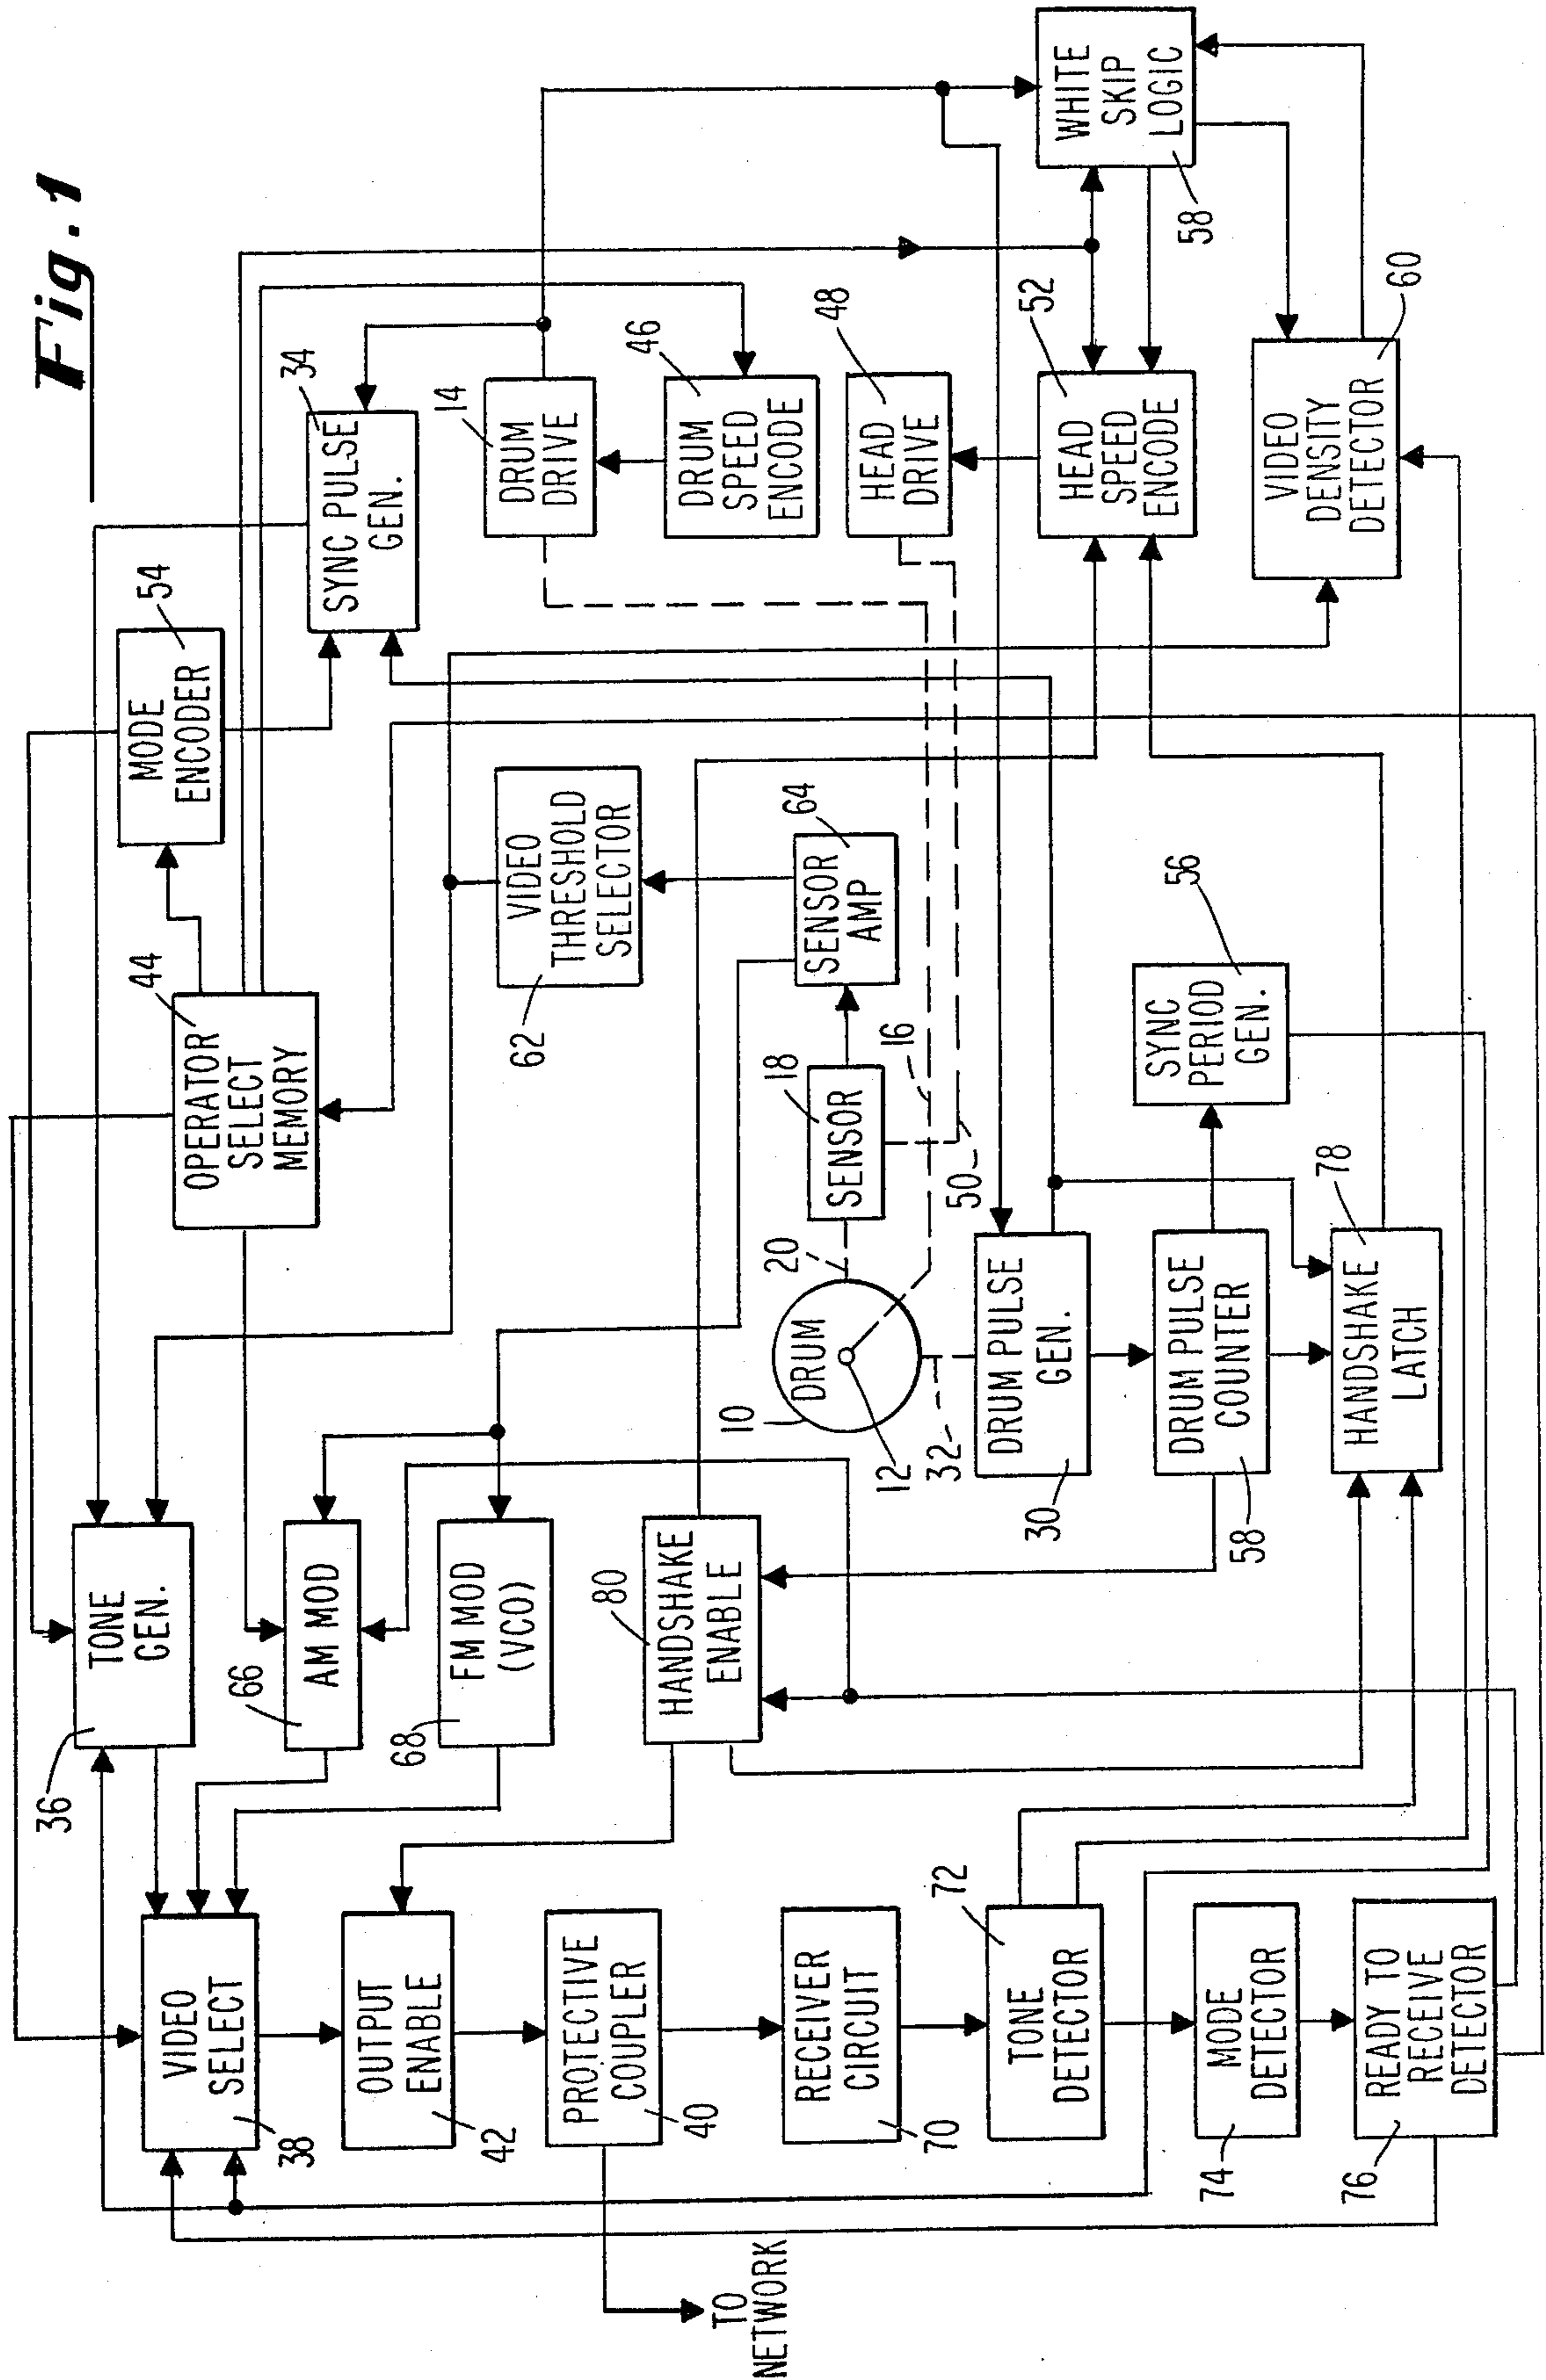 Fig. 1
36
TONE
GEN.
OPERATOR
SELECT
MEMORY
44
MODE
ENCODER
54
SYNC PULSE
GEN.
34
VIDEO
SELECT
38
AM MOD
66
FM MOD
(VCO)
68
OUTPUT
ENABLE
42
VIDEO
THRESHOLD
SELECTOR
62
DRUM
DRIVE
14
DRUM
SPEED
ENCODE
46
PROTECTIVE
COUPLER
40
TO
NETWORK
HANDSHAKE
ENABLE
80
SENSOR
AMP
64
SENSOR
18
20
16
50
DRUM
10
12
32
HEAD
DRIVE
48
HEAD
SPEED
ENCODE
52
WHITE
SKIP
LOGIC
58
RECEIVER
CIRCUIT
70
DRUM PULSE
GEN.
30
TONE
DETECTOR
72
DRUM PULSE
COUNTER
58
SYNC
PERIOD
GEN.
56
VIDEO
DENSITY
DETECTOR
60
MODE
DETECTOR
74
HANDSHAKE
LATCH
78
READY TO
RECEIVE
DETECTOR
76